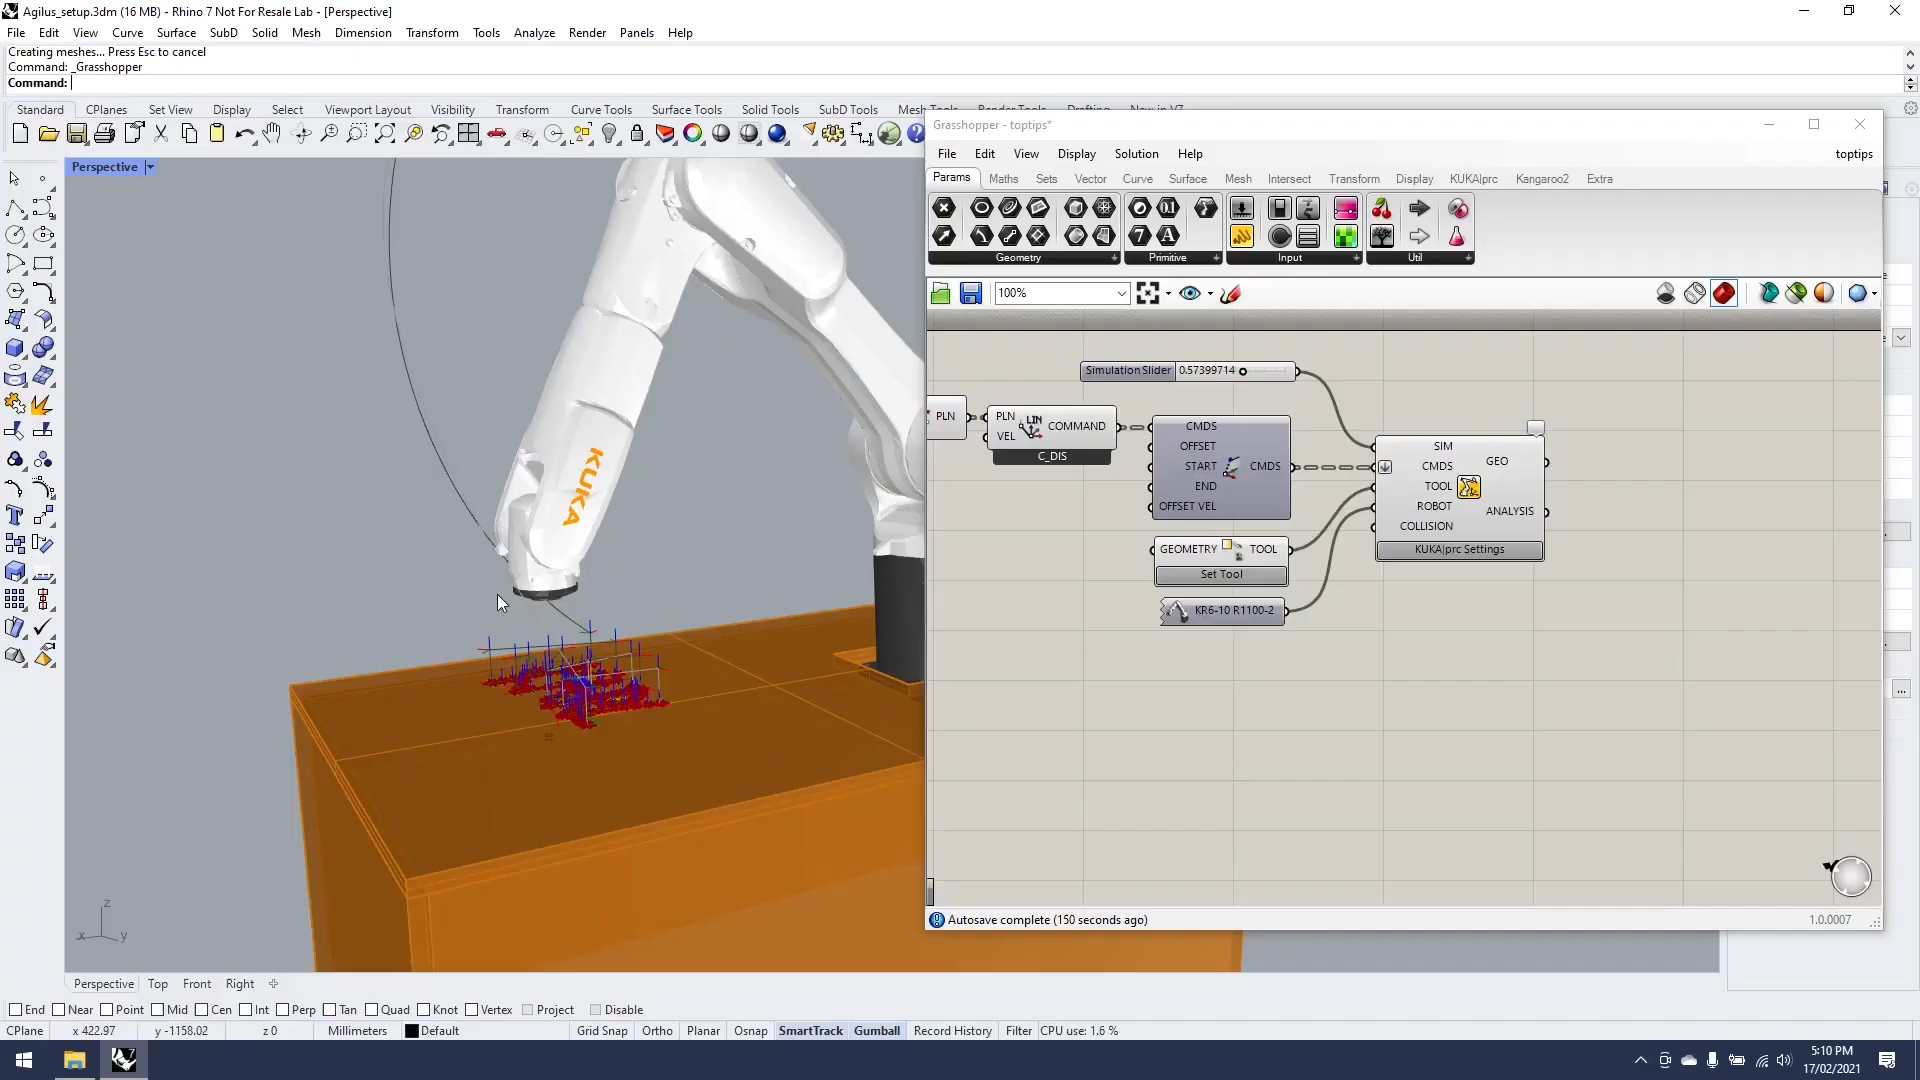 Agilus_setup.3dm (16 MB) - Rhino 7 Not For Resale Lab - [Perspective]
File Edit View Curve Surface SubD Solid Mesh Dimension Transform Tools Analyze Render Panels Help
Creating meshes... Press Esc to cancel
Command: _Grasshopper
Command:
Standard CPlanes Set View Display Select Viewport Layout Visibility Transform Curve Tools Surface Tools Solid Tools SubD Tools Mesh Tools Render Tools Drafting New in V7
Perspective
KUKA
z
x y
Grasshopper - toptips*
File Edit View Display Solution Help toptips
Params Maths Sets Vector Curve Surface Mesh Intersect Transform Display KUKA|prc Kangaroo2 Extra
Geometry Primitive Input Util
100%
Simulation Slider 0.57399714
PLN
PLN
VEL
LIN
COMMAND
C_DIS
CMDS
OFFSET
START
END
OFFSET VEL
CMDS
GEOMETRY TOOL
Set Tool
KR6-10 R1100-2
SIM
CMDS
TOOL
ROBOT
COLLISION
GEO
ANALYSIS
KUKA|prc Settings
Autosave complete (150 seconds ago) 1.0.0007
Perspective Top Front Right
End Near Point Mid Cen Int Perp Tan Quad Knot Vertex Project Disable
CPlane x 422.97 y -1158.02 z 0 Millimeters Default Grid Snap Ortho Planar Osnap SmartTrack Gumball Record History Filter CPU use: 1.6 %
5:10 PM
17/02/2021